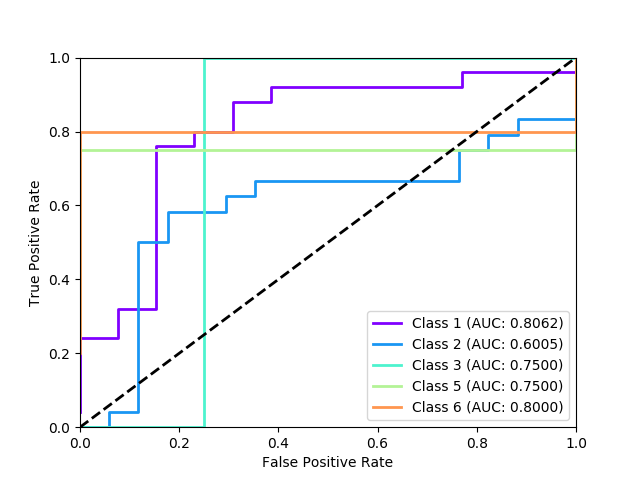 1.0
0.8
0.6
0.4
0.2
0.0
True Positive Rate
0.0 0.2 0.4 0.6 0.8 1.0
False Positive Rate
Class 1 (AUC: 0.8062)
Class 2 (AUC: 0.6005)
Class 3 (AUC: 0.7500)
Class 5 (AUC: 0.7500)
Class 6 (AUC: 0.8000)